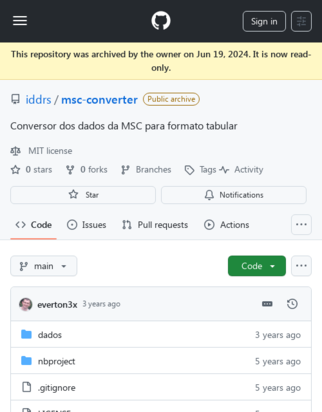 Sign in
This repository was archived by the owner on Jun 19, 2024. It is now read-
only.
iddrs / msc-converter Public archive
Conversor dos dados da MSC para formato tabular
MIT license
0 stars 0 forks Branches Tags Activity
Star Notifications
Code Issues Pull requests Actions
main Code
everton3x 3 years ago
dados 3 years ago
nbproject 5 years ago
.gitignore 5 years ago